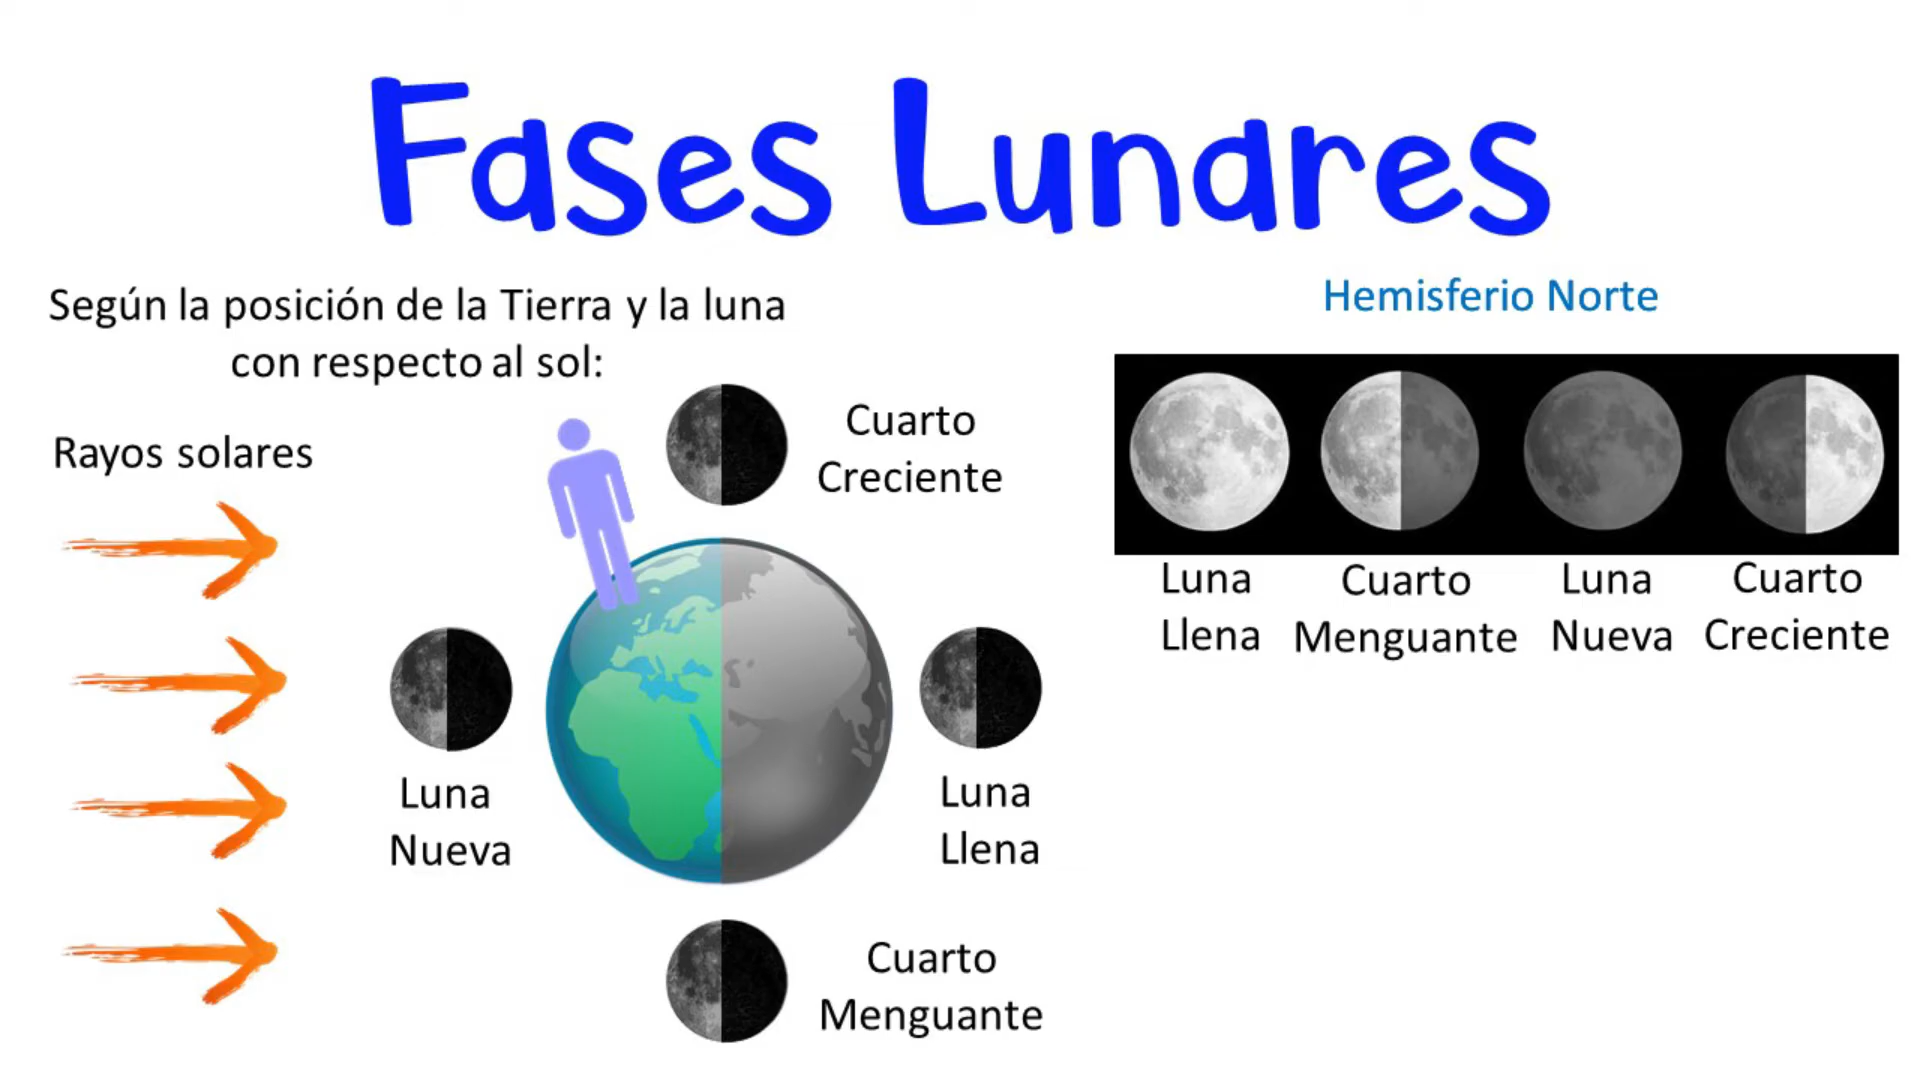 Fases Lunares
Según la posición de la Tierra y la luna
con respecto al sol:
Rayos solares
Cuarto
Creciente
Luna
Nueva
Luna
Llena
Cuarto
Menguante
Hemisferio Norte
Luna
Llena
Cuarto
Menguante
Luna
Nueva
Cuarto
Creciente